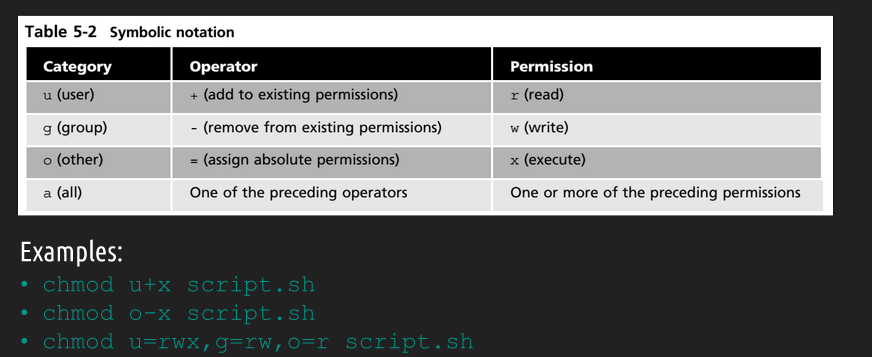 Table 5-2 Symbolic notation
Category Operator Permission
u (user) + (add to existing permissions) r (read)
g (group) - (remove from existing permissions) w (write)
o (other) = (assign absolute permissions) x (execute)
a (all) One of the preceding operators One or more of the preceding permissions
Examples:
• chmod u+x script.sh
• chmod o-x script.sh
• chmod u=rwx,g=rw,o=r script.sh